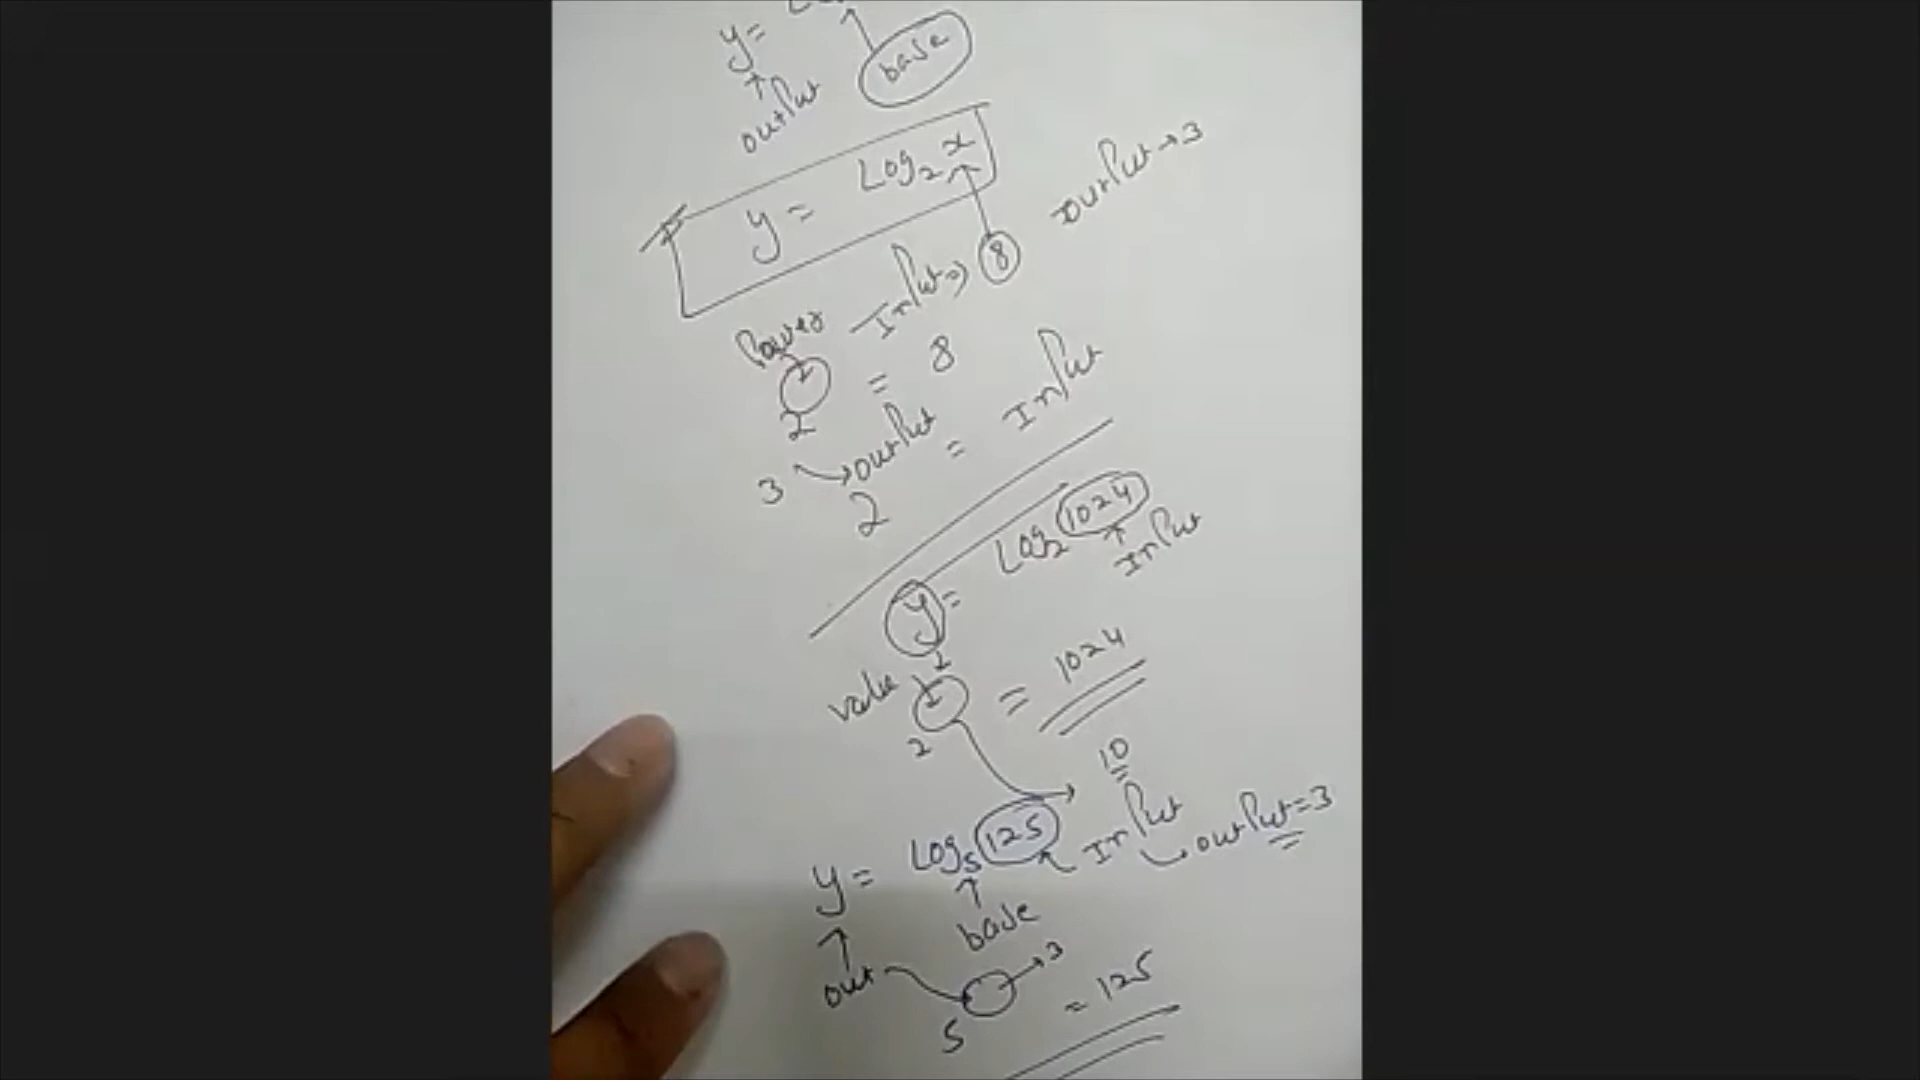 y=
base
output
y = Log2 x
output → 3
Input ⇒ 8
Power
2 = 8
3 → output
2 = Input
y = Log2 1024
Input
value
2 = 1024
10
y = Log5 125
Input → output = 3
base
out
→ 3
5 = 125